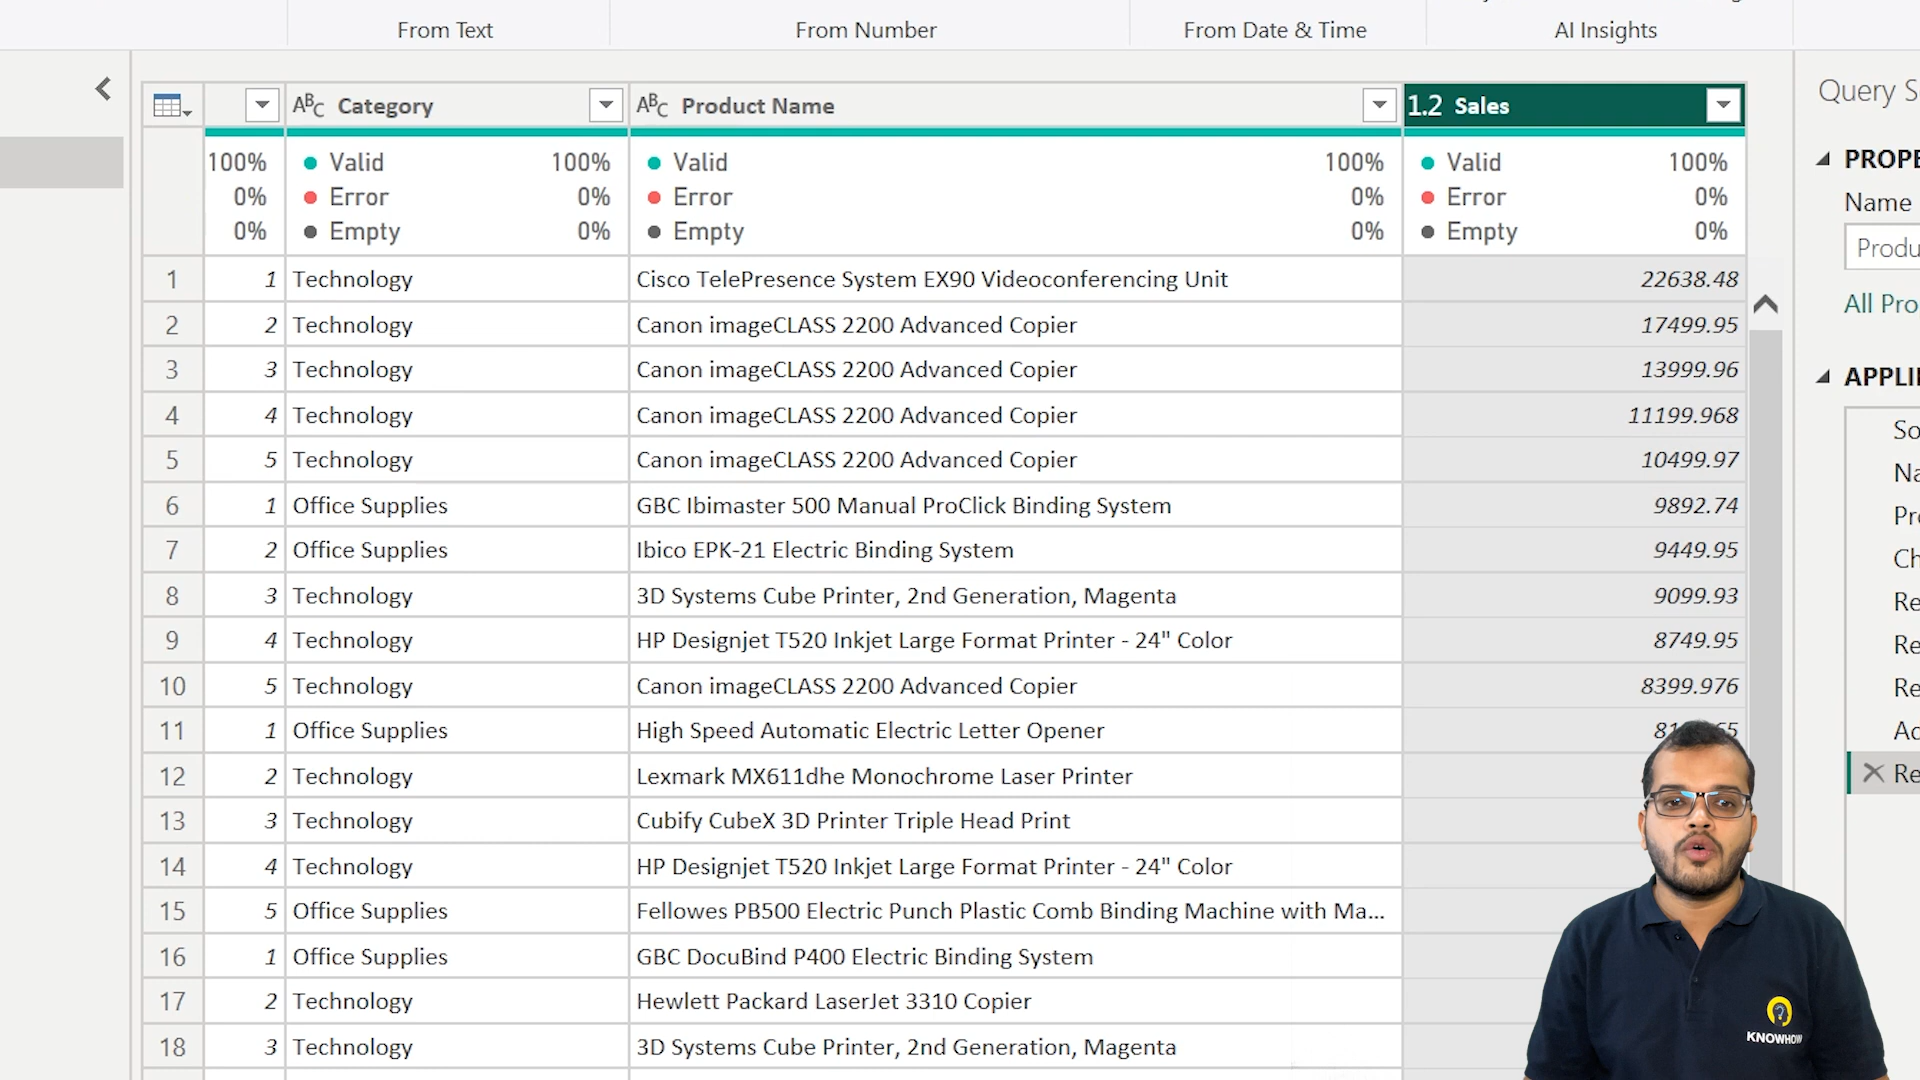 From Text From Number From Date & Time AI Insights
Category Product Name 1.2 Sales
Query S
100% Valid 100% Valid 100% Valid 100%
0% Error 0% Error 0% Error 0%
0% Empty 0% Empty 0% Empty 0%
PROPE
Name
Produ
All Pro
APPLIE
1 1 Technology Cisco TelePresence System EX90 Videoconferencing Unit 22638.48
2 2 Technology Canon imageCLASS 2200 Advanced Copier 17499.95
3 3 Technology Canon imageCLASS 2200 Advanced Copier 13999.96
4 4 Technology Canon imageCLASS 2200 Advanced Copier 11199.968
5 5 Technology Canon imageCLASS 2200 Advanced Copier 10499.97
6 1 Office Supplies GBC Ibimaster 500 Manual ProClick Binding System 9892.74
7 2 Office Supplies Ibico EPK-21 Electric Binding System 9449.95
8 3 Technology 3D Systems Cube Printer, 2nd Generation, Magenta 9099.93
9 4 Technology HP Designjet T520 Inkjet Large Format Printer - 24" Color 8749.95
10 5 Technology Canon imageCLASS 2200 Advanced Copier 8399.976
11 1 Office Supplies High Speed Automatic Electric Letter Opener
12 2 Technology Lexmark MX611dhe Monochrome Laser Printer
13 3 Technology Cubify CubeX 3D Printer Triple Head Print
14 4 Technology HP Designjet T520 Inkjet Large Format Printer - 24" Color
15 5 Office Supplies Fellowes PB500 Electric Punch Plastic Comb Binding Machine with Ma...
16 1 Office Supplies GBC DocuBind P400 Electric Binding System
17 2 Technology Hewlett Packard LaserJet 3310 Copier
18 3 Technology 3D Systems Cube Printer, 2nd Generation, Magenta
So
Na
Pro
Ch
Re
Re
Re
Ad
Re
KNOWHOW